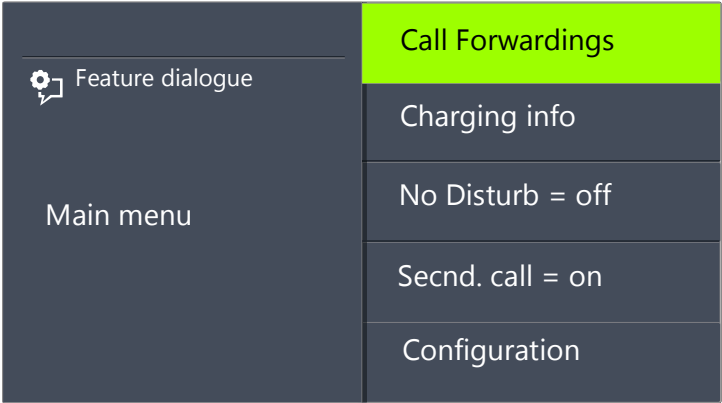 Feature dialogue
Main menu
Call Forwardings
Charging info
No Disturb = off
Secnd. call = on
Configuration